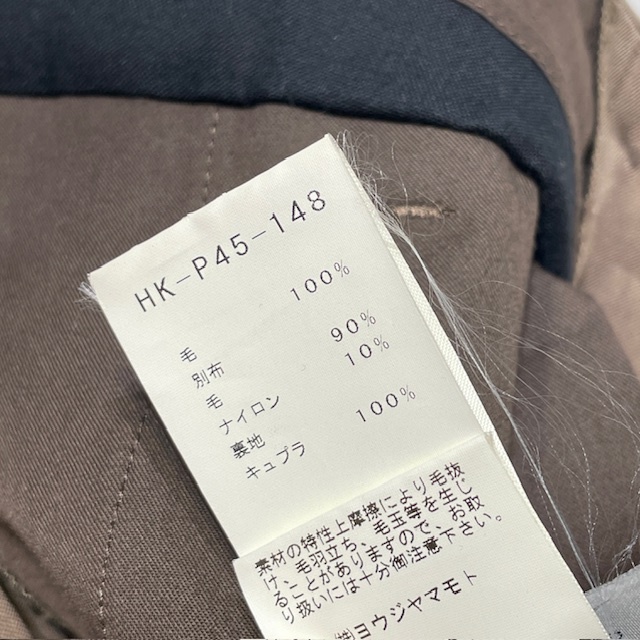 HK-P45-148
毛 100%
別布
毛 90%
ナイロン 10%
裏地
キュプラ 100%
素材の特性上摩擦により毛抜
け、毛羽立ち、毛玉等を生じ
ることがありますので、お取
り扱いには十分御注意下さい。
(株)ヨウジヤマモト